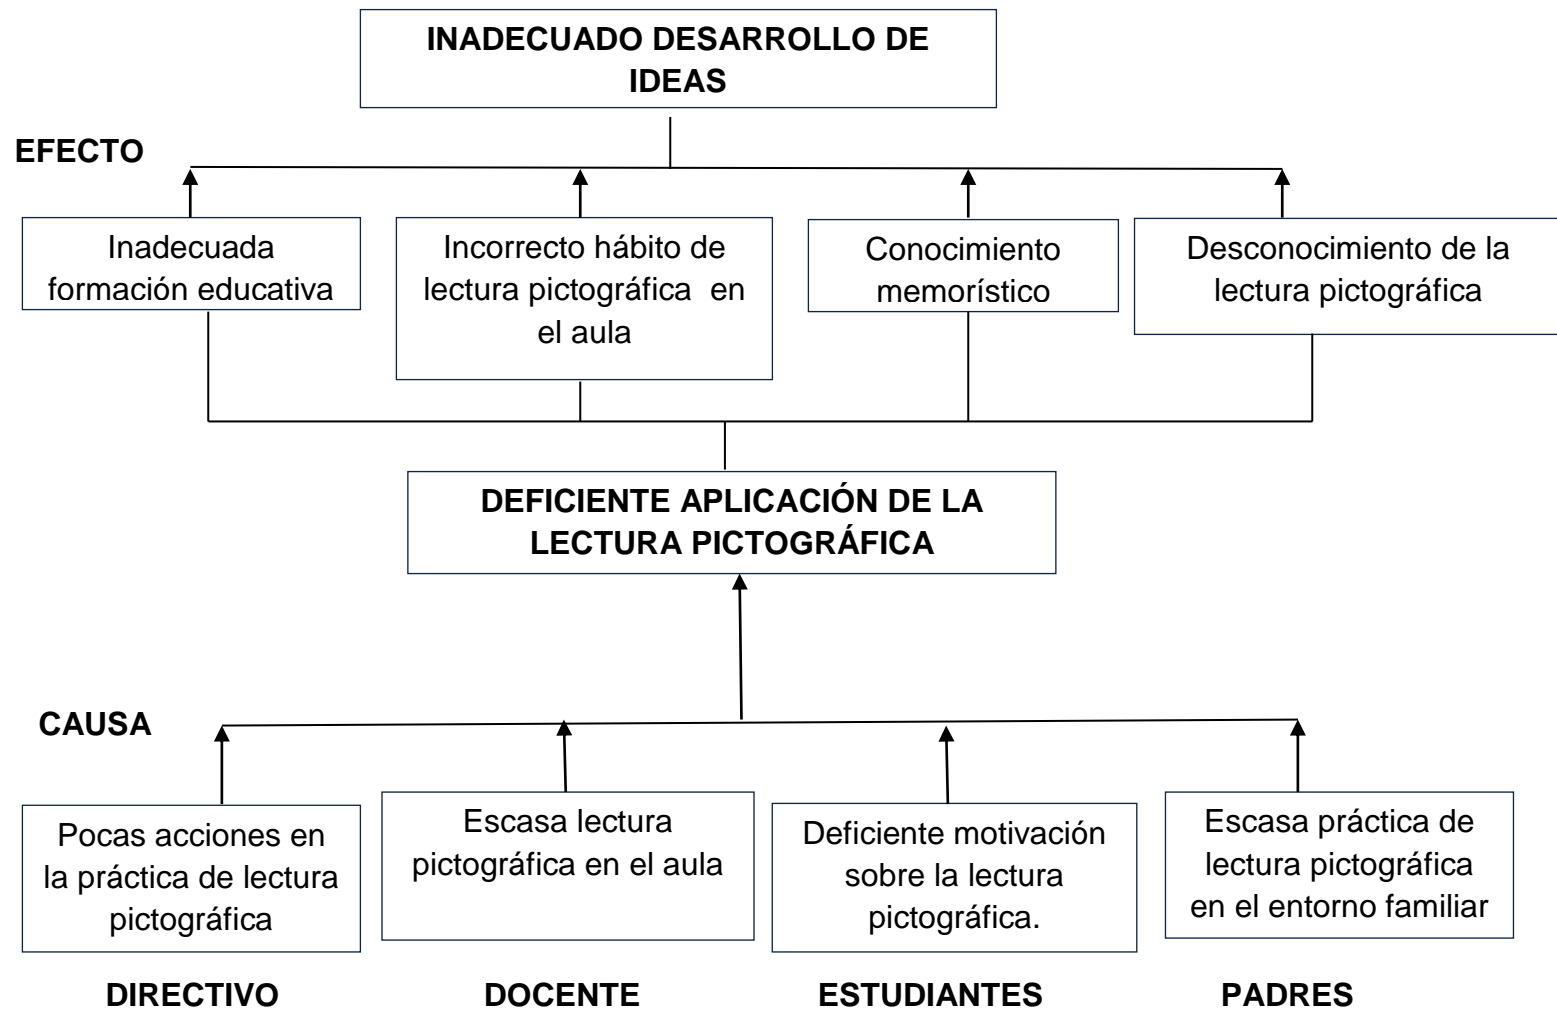 INADECUADO DESARROLLO DE
IDEAS
EFECTO
Inadecuada
formación educativa
Incorrecto hábito de
lectura pictográfica en
el aula
Conocimiento
memorístico
Desconocimiento de la
lectura pictográfica
DEFICIENTE APLICACIÓN DE LA
LECTURA PICTOGRÁFICA
CAUSA
Pocas acciones en
la práctica de lectura
pictográfica
Escasa lectura
pictográfica en el aula
Deficiente motivación
sobre la lectura
pictográfica.
Escasa práctica de
lectura pictográfica
en el entorno familiar
DIRECTIVO
DOCENTE
ESTUDIANTES
PADRES